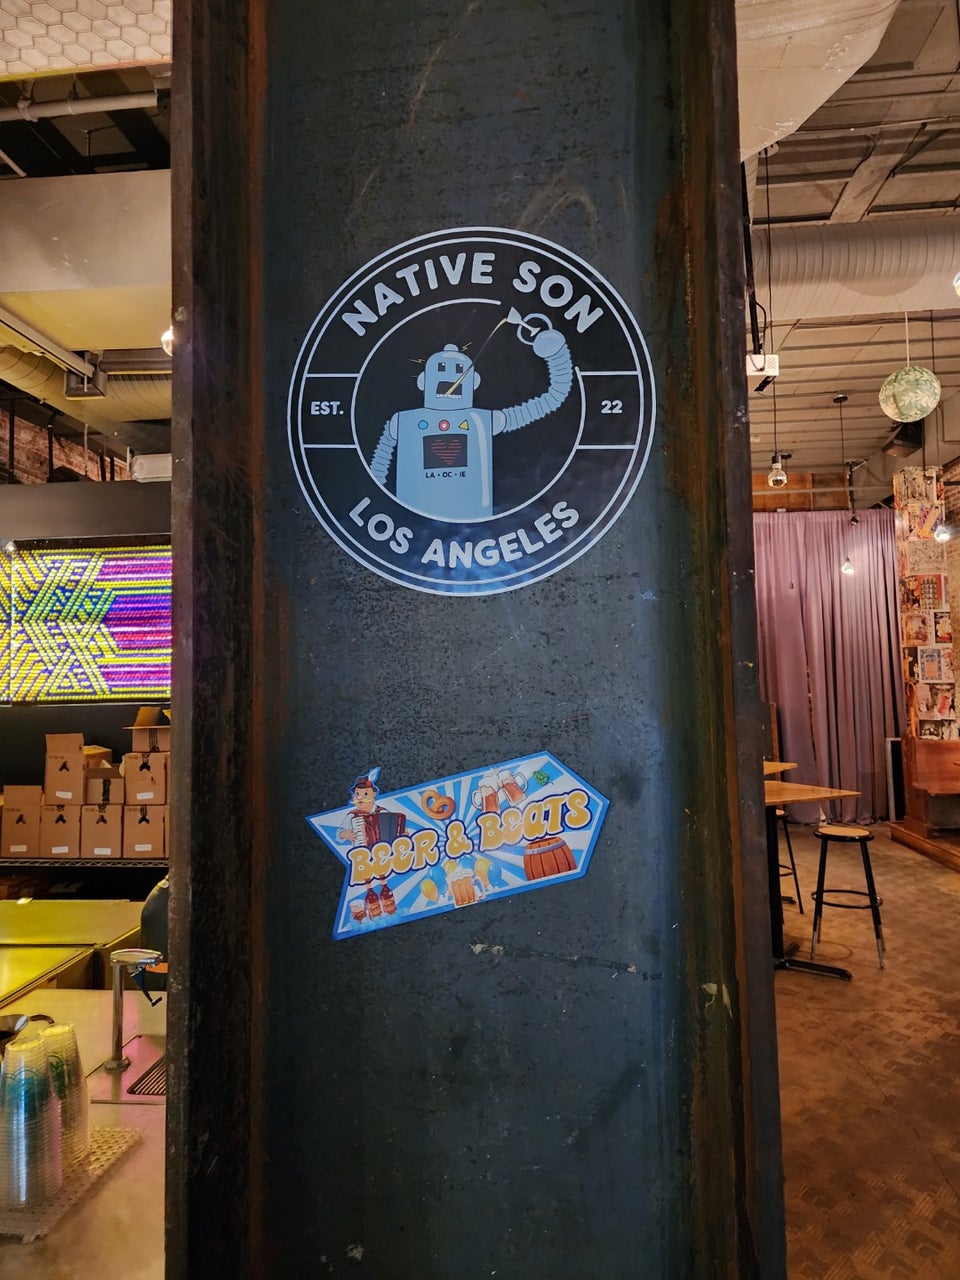 NATIVE SON
EST. 22
LA • OC • IE
LOS ANGELES
BEER & BEATS